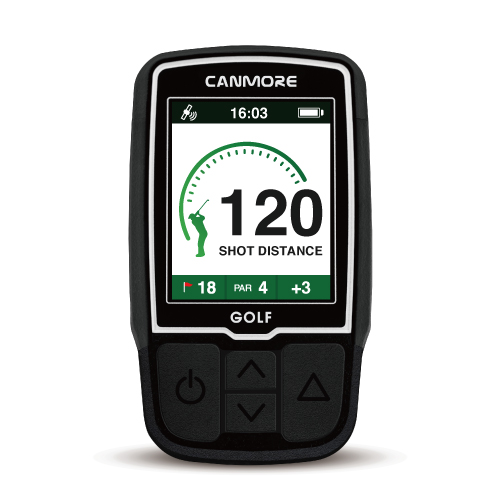 CANMORE
16:03
120
SHOT DISTANCE
18 PAR 4 +3
GOLF